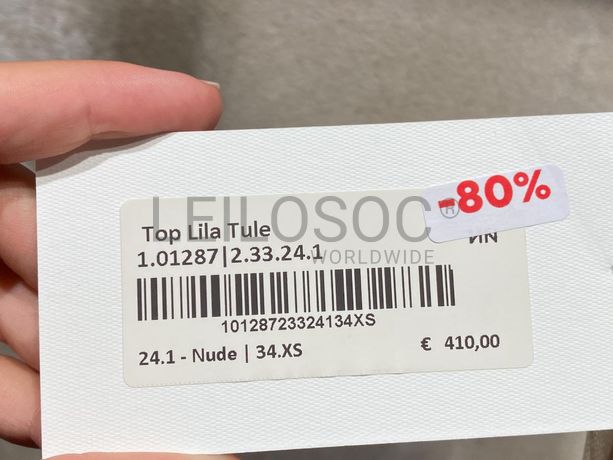 -80%
LEILOSOC®
Top Lila Tule
WORLDWIDE
1.01287|2.33.24.1
10128723324134XS
24.1 - Nude | 34.XS
€ 410,00